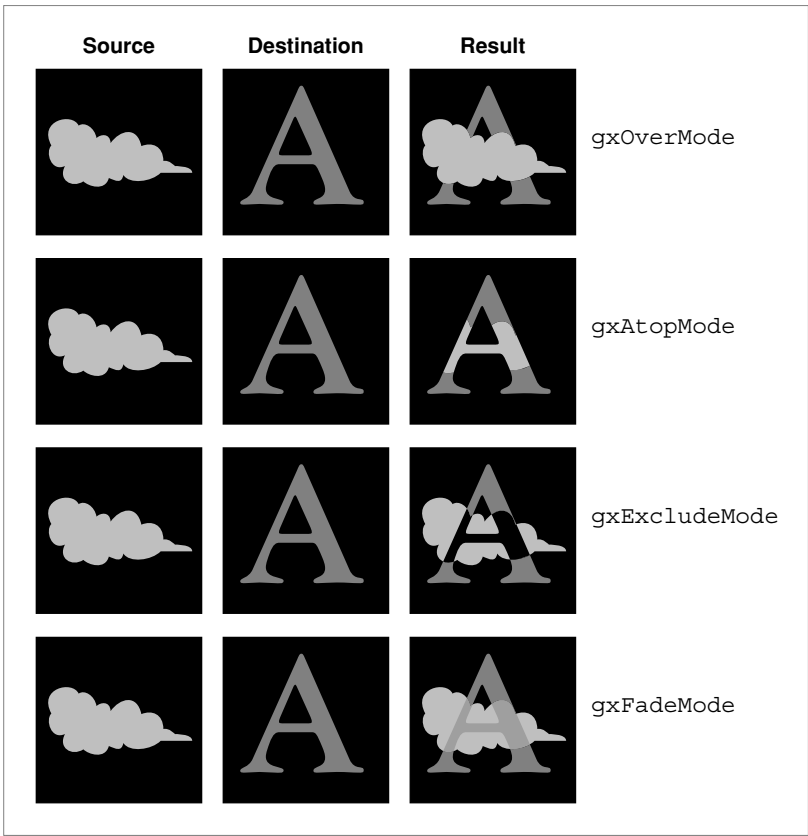 Source Destination Result
gxOverMode
gxAtopMode
gxExcludeMode
gxFadeMode